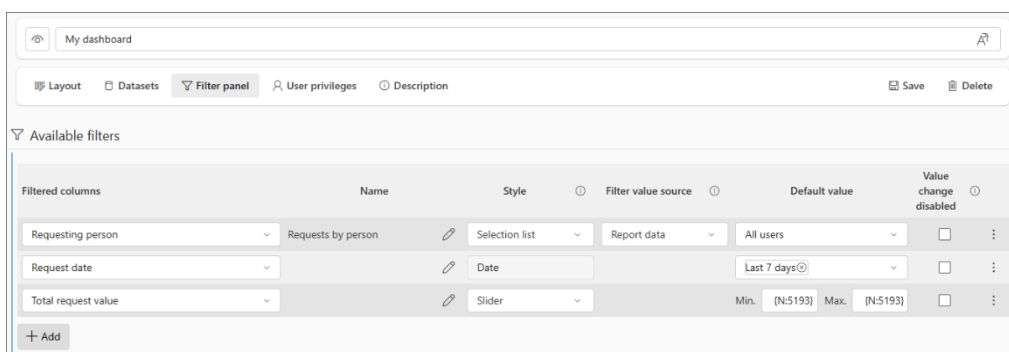 My dashboard
Layout Datasets Filter panel User privileges Description Save Delete
Available filters
Filtered columns Name Style Filter value source Default value Value change disabled
Requesting person Requests by person Selection list Report data All users
Request date Date Last 7 days
Total request value Slider Min. {N:5193} Max. {N:5193}
+ Add